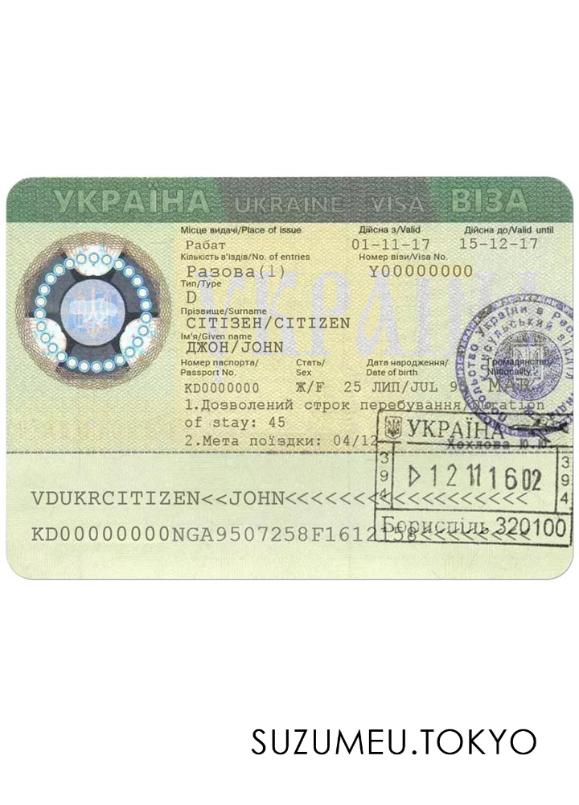 УКРАЇНА UKRAINE VISA ВІЗА
Місце видачі/Place of issue Дійсна з/Valid Дійсна до/Valid until
Рабат 01-11-17 15-12-17
Кількість в'їздів/No. of entries Номер візи/Visa No.
Разова(1) Y00000000
Тип/Type
D
Прізвище/Surname
СІТІЗЕН/CITIZEN
Ім'я/Given name
ДЖОН/JOHN
Номер паспорта/ Стать/ Дата народження/ Громадянство/
Passport No. Sex Date of birth Nationality
KD0000000 Ж/F 25 ЛИП/JUL 95 MAR
1.Дозволений строк перебування/Duration
of stay: 45
2.Мета поїздки: 04/12
УКРАЇНА
Хохлова Ю.Ю.
394 12 11 16 02 394
Бориспіль 320100
VDUKRCITIZEN<<JOHN<<<<<<<<<<<<<<<<<<
KD00000000NGA9507258F1612158<<<<<<<<
SUZUMEU.TOKYO